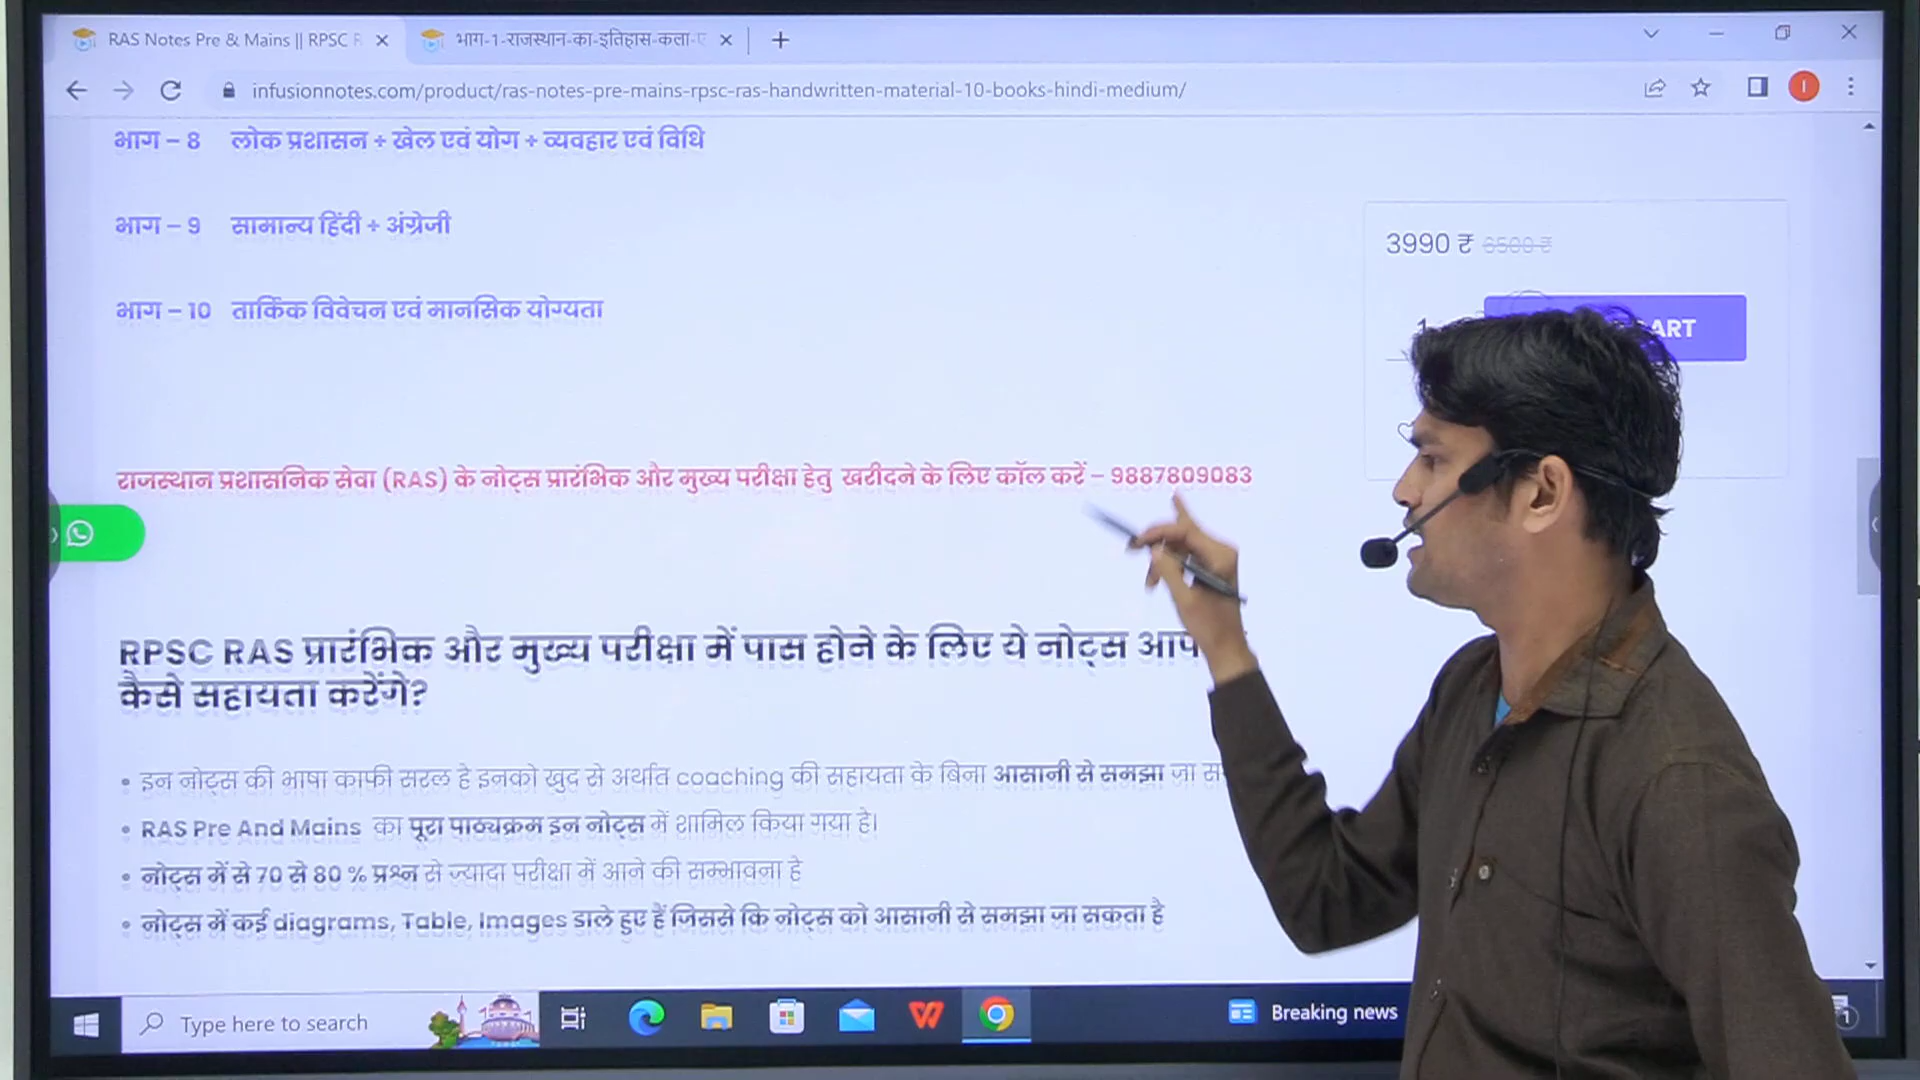 RAS Notes Pre & Mains || RPSC R
भाग-1-राजस्थान-का-इतिहास-कला-ए
infusionnotes.com/product/ras-notes-pre-mains-rpsc-ras-handwritten-material-10-books-hindi-medium/
I
भाग – 8 लोक प्रशासन + खेल एवं योग + व्यवहार एवं विधि
भाग – 9 सामान्य हिंदी + अंग्रेजी
3990 ₹ 6500 ₹
भाग – 10 तार्किक विवेचन एवं मानसिक योग्यता
1
ART
राजस्थान प्रशासनिक सेवा (RAS) के नोट्स प्रारंभिक और मुख्य परीक्षा हेतु खरीदने के लिए कॉल करें – 9887809083
RPSC RAS प्रारंभिक और मुख्य परीक्षा में पास होने के लिए ये नोट्स आप
कैसे सहायता करेंगे?
• इन नोट्स की भाषा काफी सरल है इनको खुद से अर्थात coaching की सहायता के बिना आसानी से समझा जा स
• RAS Pre And Mains का पूरा पाठ्यक्रम इन नोट्स में शामिल किया गया है।
• नोट्स में से 70 से 80 % प्रश्न से ज्यादा परीक्षा में आने की सम्भावना है
• नोट्स में कई diagrams, Table, Images डाले हुए हैं जिससे कि नोट्स को आसानी से समझा जा सकता है
Type here to search
Breaking news
1